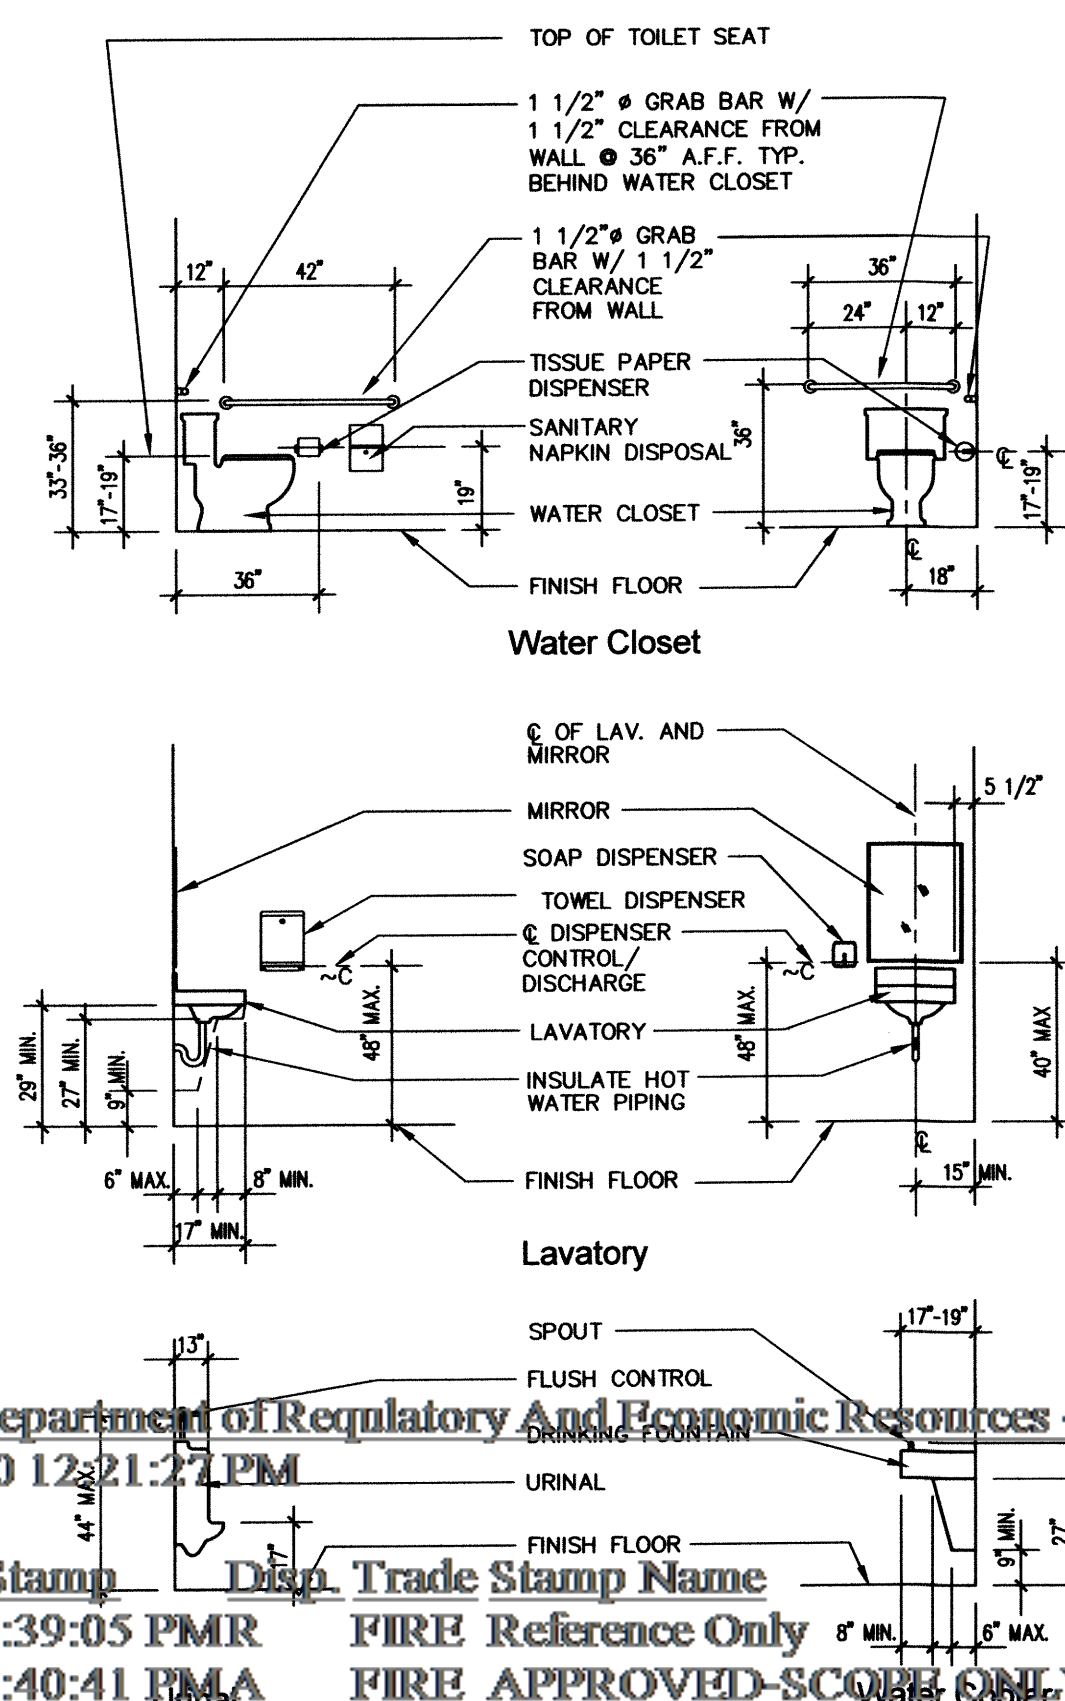 TOP OF TOILET SEAT
1 1/2" ø GRAB BAR W/
1 1/2" CLEARANCE FROM
WALL @ 36" A.F.F. TYP.
BEHIND WATER CLOSET
1 1/2"ø GRAB
BAR W/ 1 1/2"
CLEARANCE
FROM WALL
12"
42"
36"
24"
12"
TISSUE PAPER
DISPENSER
SANITARY
NAPKIN DISPOSAL
36"
33"-36"
17"-19"
19"
℄
17"-19"
WATER CLOSET
℄
36"
FINISH FLOOR
18"
Water Closet
℄ OF LAV. AND
MIRROR
5 1/2"
MIRROR
SOAP DISPENSER
TOWEL DISPENSER
℄ DISPENSER
CONTROL/
DISCHARGE
~C
~C
48" MAX.
48" MAX.
40" MAX
29" MIN.
27" MIN.
9" MIN.
LAVATORY
INSULATE HOT
WATER PIPING
℄
6" MAX.
8" MIN.
FINISH FLOOR
15" MIN.
17" MIN.
Lavatory
13"
SPOUT
17"-19"
FLUSH CONTROL
epartment of Regulatory And Economic Resources -
DRINKING FOUNTAIN
0 12:21:27 PM
44" MAX.
URINAL
17"
FINISH FLOOR
9" MIN.
27"
Stamp Disp. Trade Stamp Name
:39:05 PM R FIRE Reference Only
8" MIN.
6" MAX.
:40:41 PM A FIRE APPROVED-SCOPE ONLY
Urinal
Water Cooler